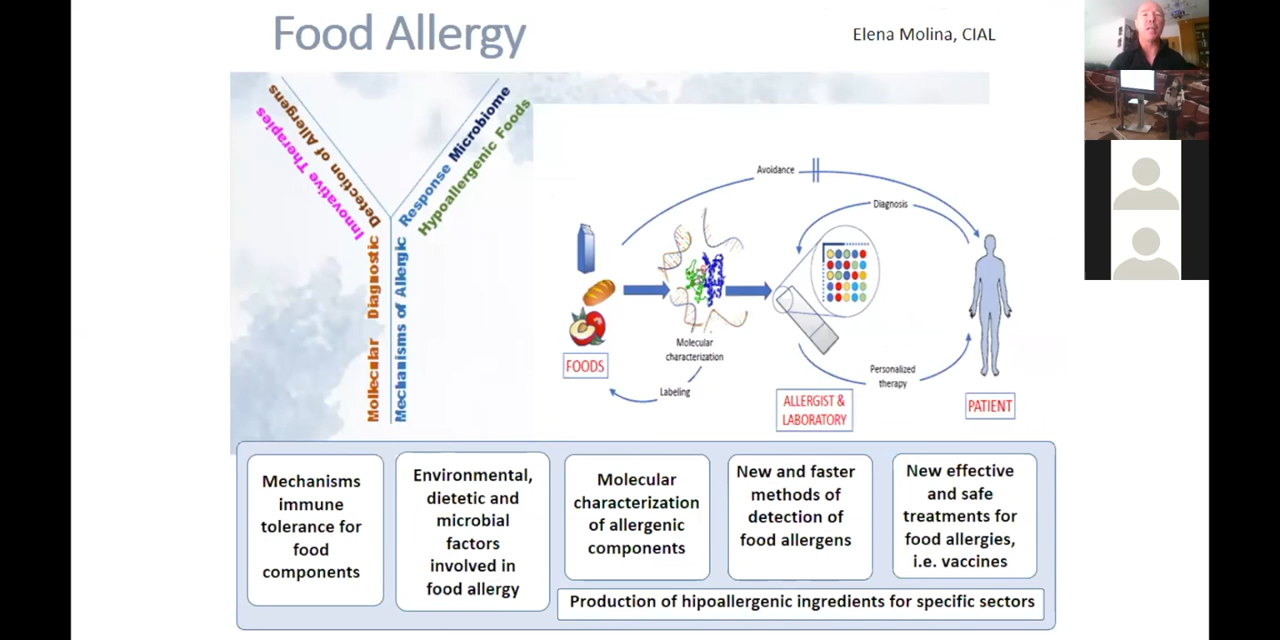 Food Allergy
Elena Molina, CIAL
Innovative Therapies
Detection of Allergens
Response Microbiome
Hypoallergenic Foods
Molecular Diagnostic
Mechanisms of Allergic
Avoidance
Diagnosis
Molecular
characterization
Labeling
Personalized
therapy
FOODS
ALLERGIST &
LABORATORY
PATIENT
Mechanisms
immune
tolerance for
food
components
Environmental,
dietetic and
microbial
factors
involved in
food allergy
Molecular
characterization
of allergenic
components
New and faster
methods of
detection of
food allergens
New effective
and safe
treatments for
food allergies,
i.e. vaccines
Production of hipoallergenic ingredients for specific sectors